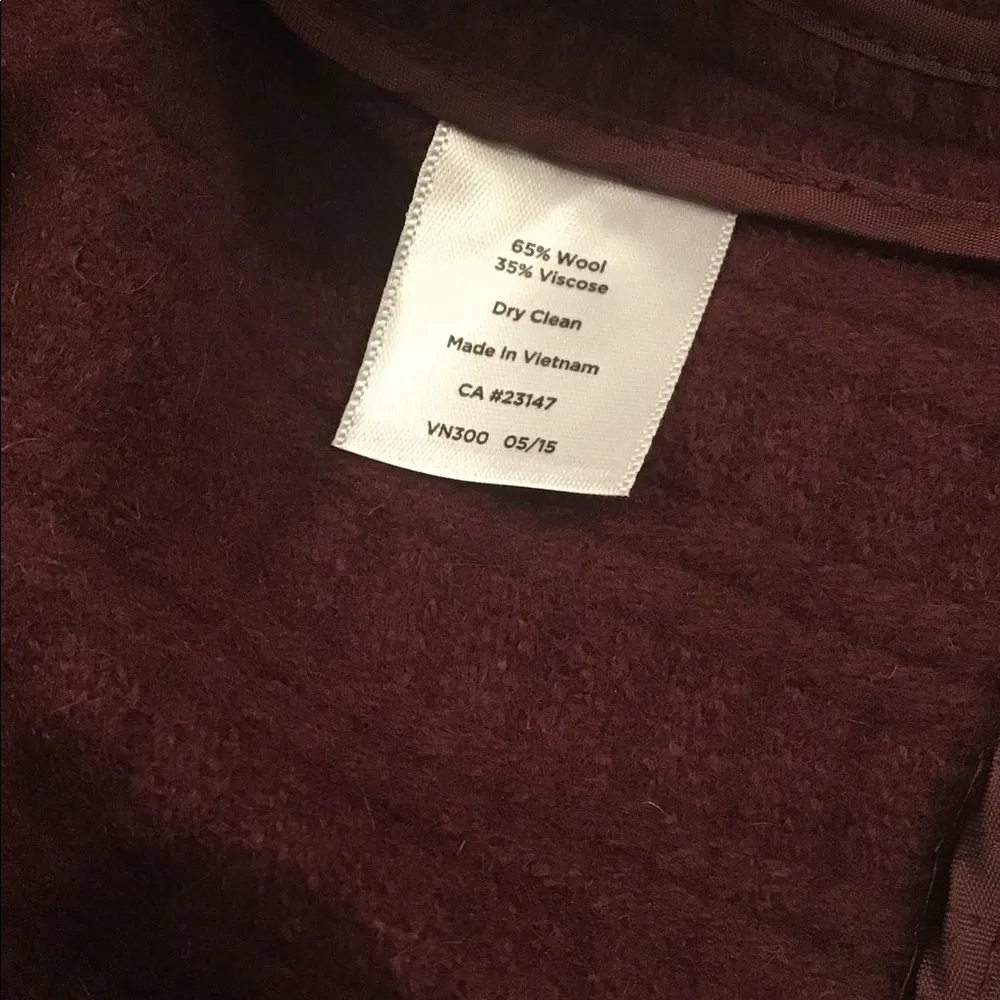 65% Wool
35% Viscose
Dry Clean
Made In Vietnam
CA #23147
VN300 05/15